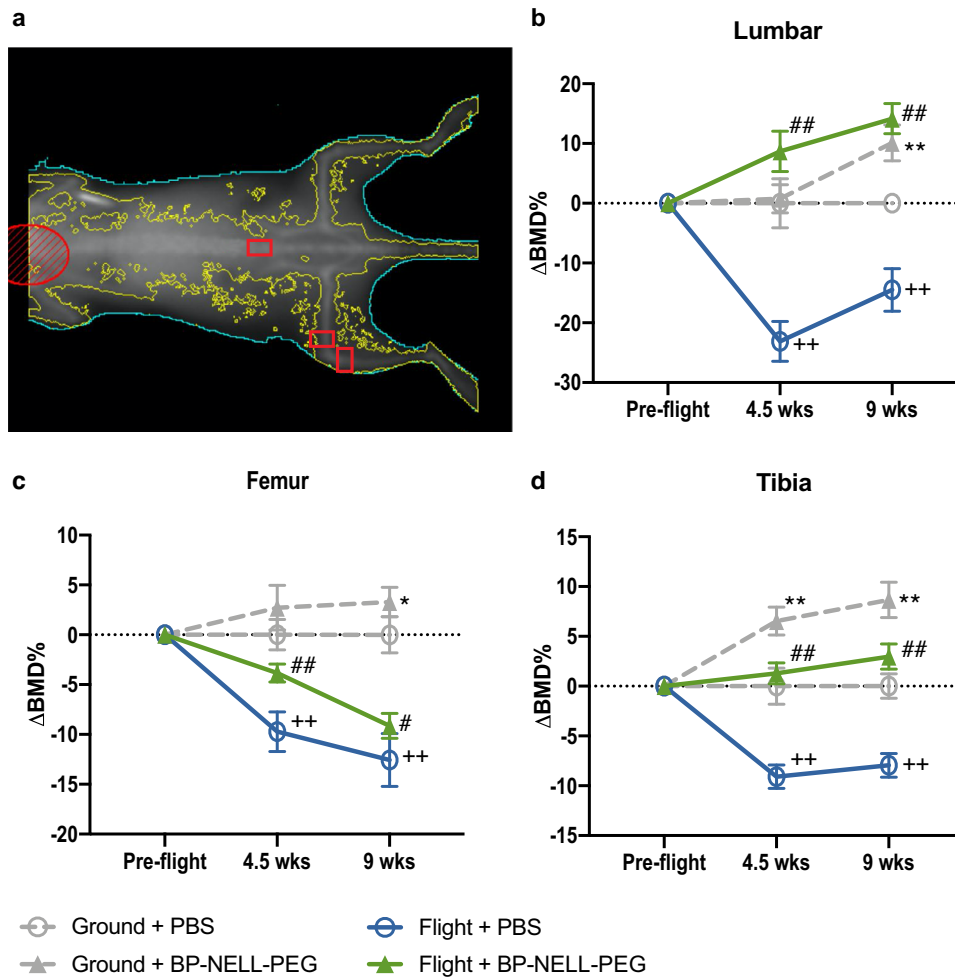 a
b
Lumbar
20
10
0
-10
-20
-30
ΔBMD%
##
##
**
++
++
Pre-flight 4.5 wks 9 wks
c
Femur
10
5
0
-5
-10
-15
-20
ΔBMD%
*
##
#
++
++
Pre-flight 4.5 wks 9 wks
d
Tibia
15
10
5
0
-5
-10
-15
ΔBMD%
**
**
##
##
++
++
Pre-flight 4.5 wks 9 wks
Ground + PBS
Flight + PBS
Ground + BP-NELL-PEG
Flight + BP-NELL-PEG